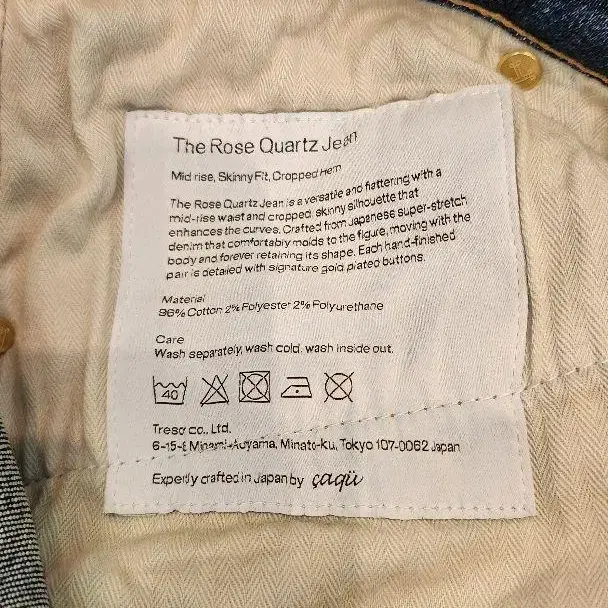 The Rose Quartz Jean
Mid rise, Skinny Fit, Cropped Hem
The Rose Quartz Jean is a versatile and flattering with a
mid-rise waist and cropped, skinny silhouette that
enhances the curves. Crafted from Japanese super-stretch
denim that comfortably molds to the figure, moving with the
body and forever retaining its shape. Each hand-finished
pair is detailed with signature gold plated buttons.
Material
96% Cotton 2% Polyester 2% Polyurethane
Care
Wash separately, wash cold, wash inside out.
40
Tresor co., Ltd.
Minami-Aoyama, Minato-ku, Tokyo 107-0062 Japan
Expertly crafted in Japan by çaqü